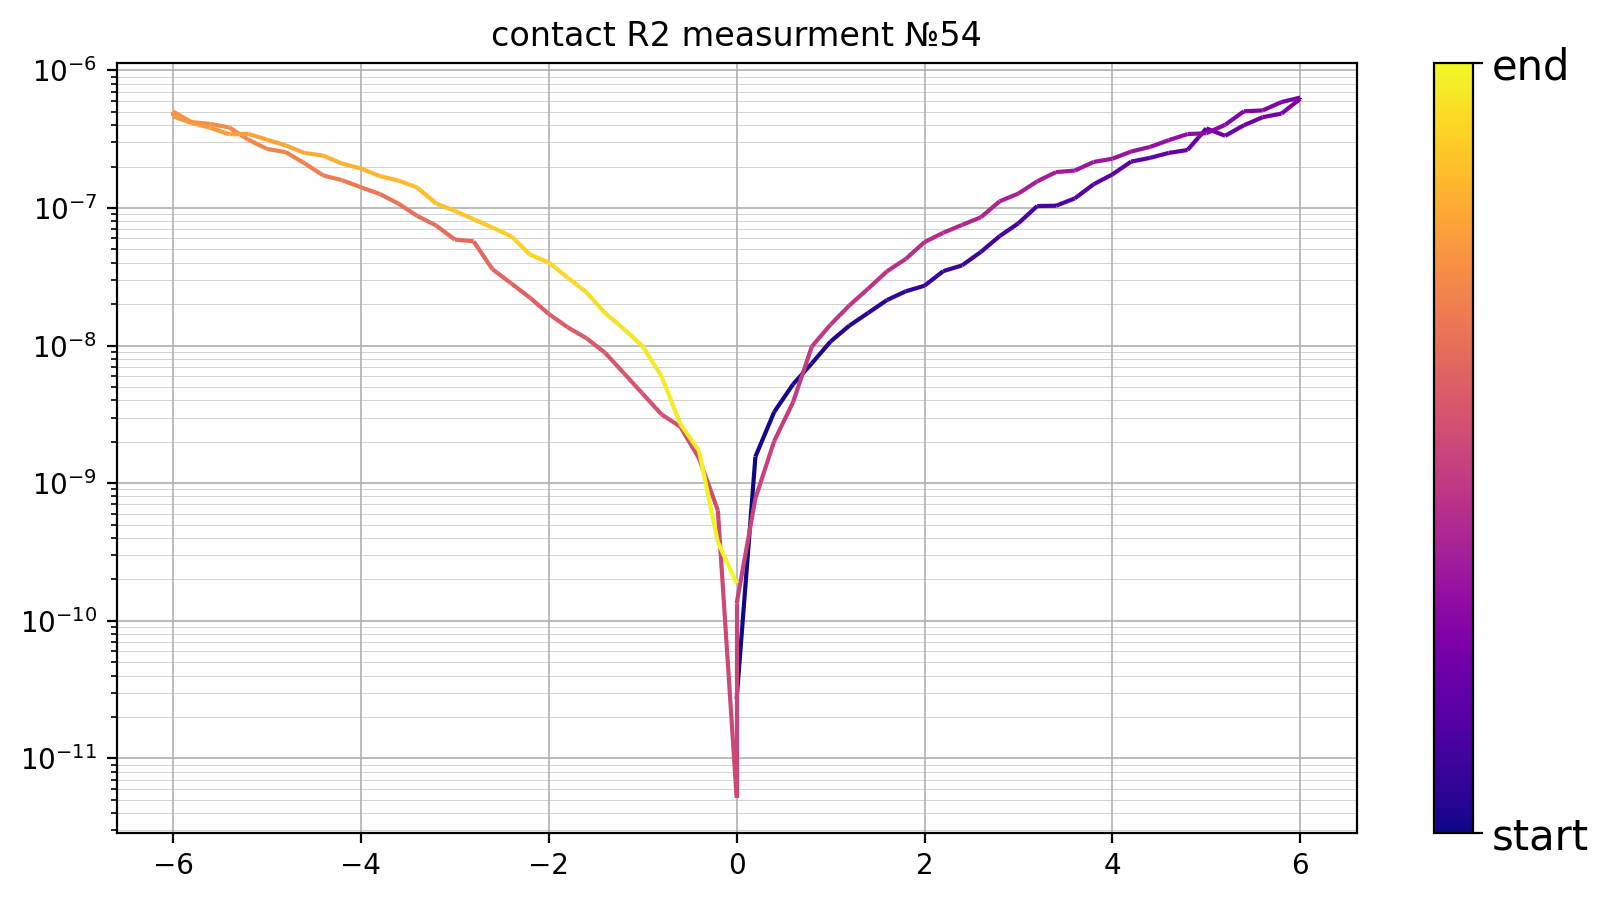 contact R2 measurment №54
10⁻⁶
10⁻⁷
10⁻⁸
10⁻⁹
10⁻¹⁰
10⁻¹¹
−6 −4 −2 0 2 4 6
end
start